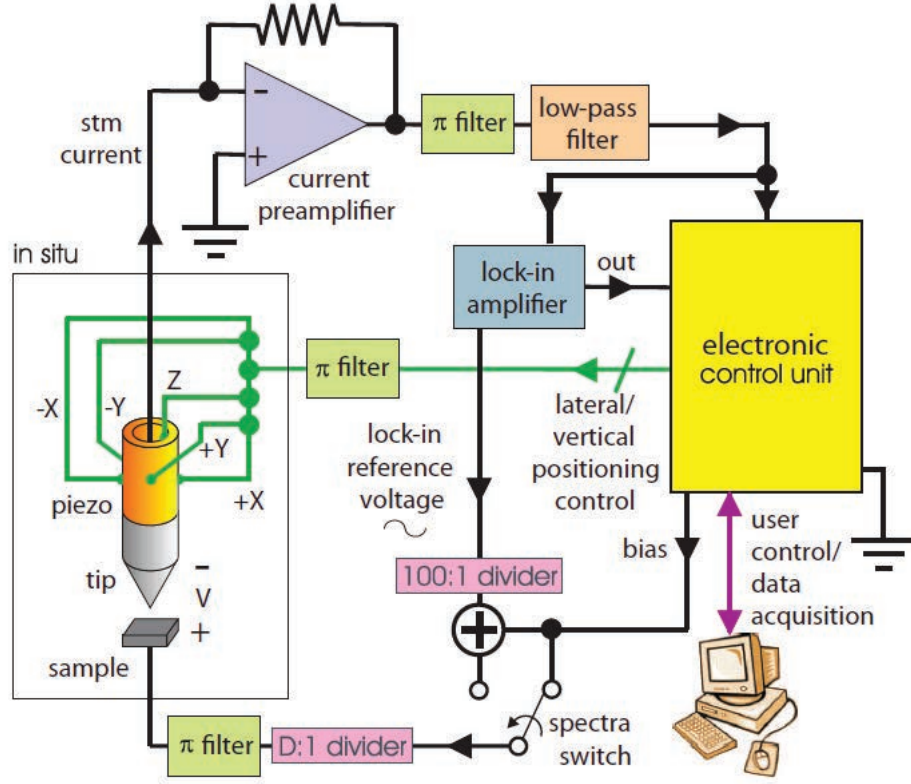 stm
current
-
+
current
preamplifier
π filter
low-pass
filter
in situ
lock-in
amplifier
out
electronic
control unit
π filter
lateral/
vertical
positioning
control
-X
-Y
Z
+Y
+X
piezo
tip
-
V
+
sample
lock-in
reference
voltage
100:1 divider
+
bias
user
control/
data
acquisition
spectra
switch
π filter
D:1 divider